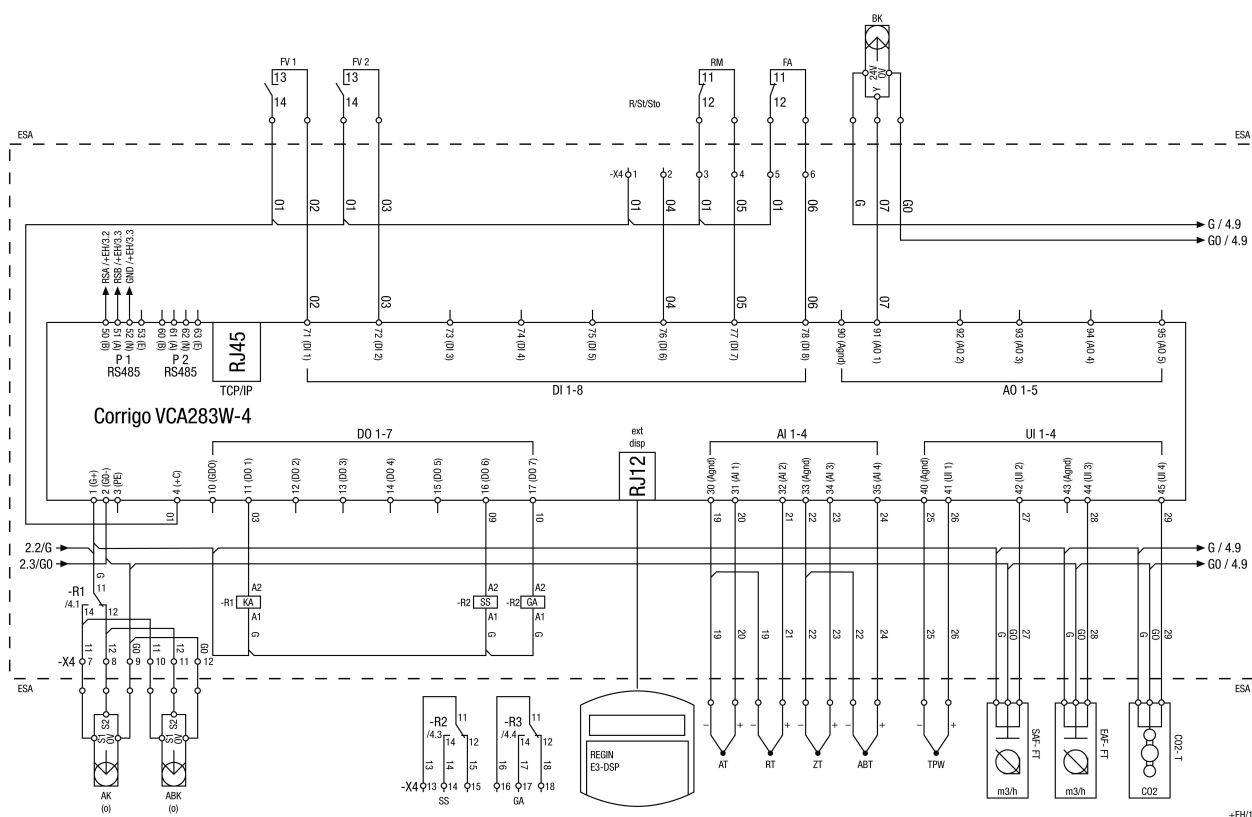 BK
FV 1
FV 2
RM
FA
13
14
13
14
R/St/Sto
11
12
11
12
24V
0V
Y
ESA
ESA
-X4 1
2
3
4
5
6
01
02
01
03
01
04
01
05
01
06
G
07
G0
G / 4.9
G0 / 4.9
RSA /+EH/3.2
RSB /+EH/3.3
GND /+EH/3.3
02
03
04
05
06
07
50 (B)
51 (A)
52 (N)
53 (E)
60 (B)
61 (A)
62 (N)
63 (E)
RJ45
71 (DI 1)
72 (DI 2)
73 (DI 3)
74 (DI 4)
75 (DI 5)
76 (DI 6)
77 (DI 7)
78 (DI 8)
90 (Agnd)
91 (AO 1)
92 (AO 2)
93 (AO 3)
94 (AO 4)
95 (AO 5)
P 1
RS485
P 2
RS485
TCP/IP
DI 1-8
AO 1-5
Corrigo VCA283W-4
DO 1-7
ext
disp
AI 1-4
UI 1-4
1 (G+)
2 (G0-)
3 (PE)
4 (+C)
10 (GDO)
11 (DO 1)
12 (DO 2)
13 (DO 3)
14 (DO 4)
15 (DO 5)
16 (DO 6)
17 (DO 7)
RJ12
30 (Agnd)
31 (AI 1)
32 (AI 2)
33 (Agnd)
34 (AI 3)
35 (AI 4)
40 (Agnd)
41 (UI 1)
42 (UI 2)
43 (Agnd)
44 (UI 3)
45 (UI 4)
01
03
09
10
19
20
21
22
23
24
25
26
27
28
29
2.2/G
2.3/G0
G / 4.9
G0 / 4.9
G
-R1
/4.1
11
14
12
-R1
KA
A2
A1
G
-R2
SS
A2
A1
G
-R2
GA
A2
A1
G
19
20
19
21
22
23
22
24
25
26
G
G0
27
G
G0
28
G
G0
29
11
12
G0
11
12
G0
-X4 7
8
9
10
11
12
ESA
ESA
S1
S2
0V
S1
S2
0V
AK
(o)
ABK
(o)
-R2
/4.3
11
14
12
13
14
15
-X4 13
14
15
SS
-R3
/4.4
11
14
12
16
17
18
16
17
18
GA
REGIN
E3-DSP
–
+
–
+
–
+
–
+
–
+
AT
RT
ZT
ABT
TPW
SAF- FT
m3/h
EAF- FT
m3/h
CO2- T
CO2
+EH/1